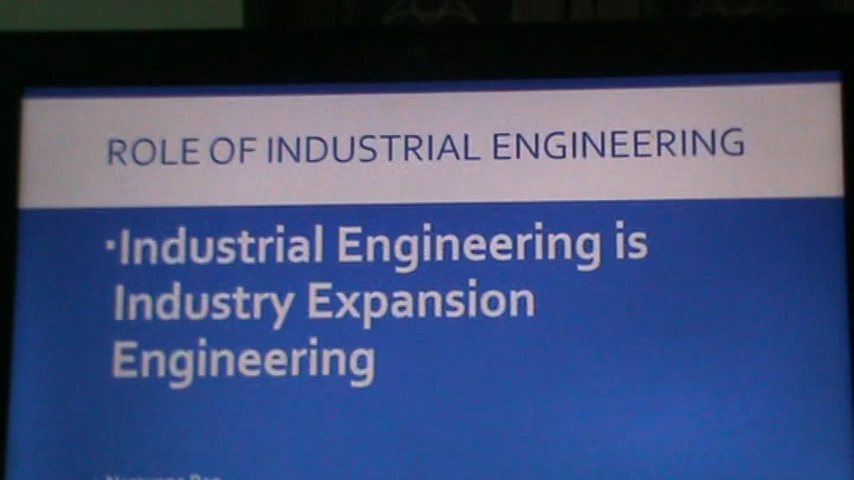 ROLE OF INDUSTRIAL ENGINEERING
▪Industrial Engineering is
Industry Expansion
Engineering